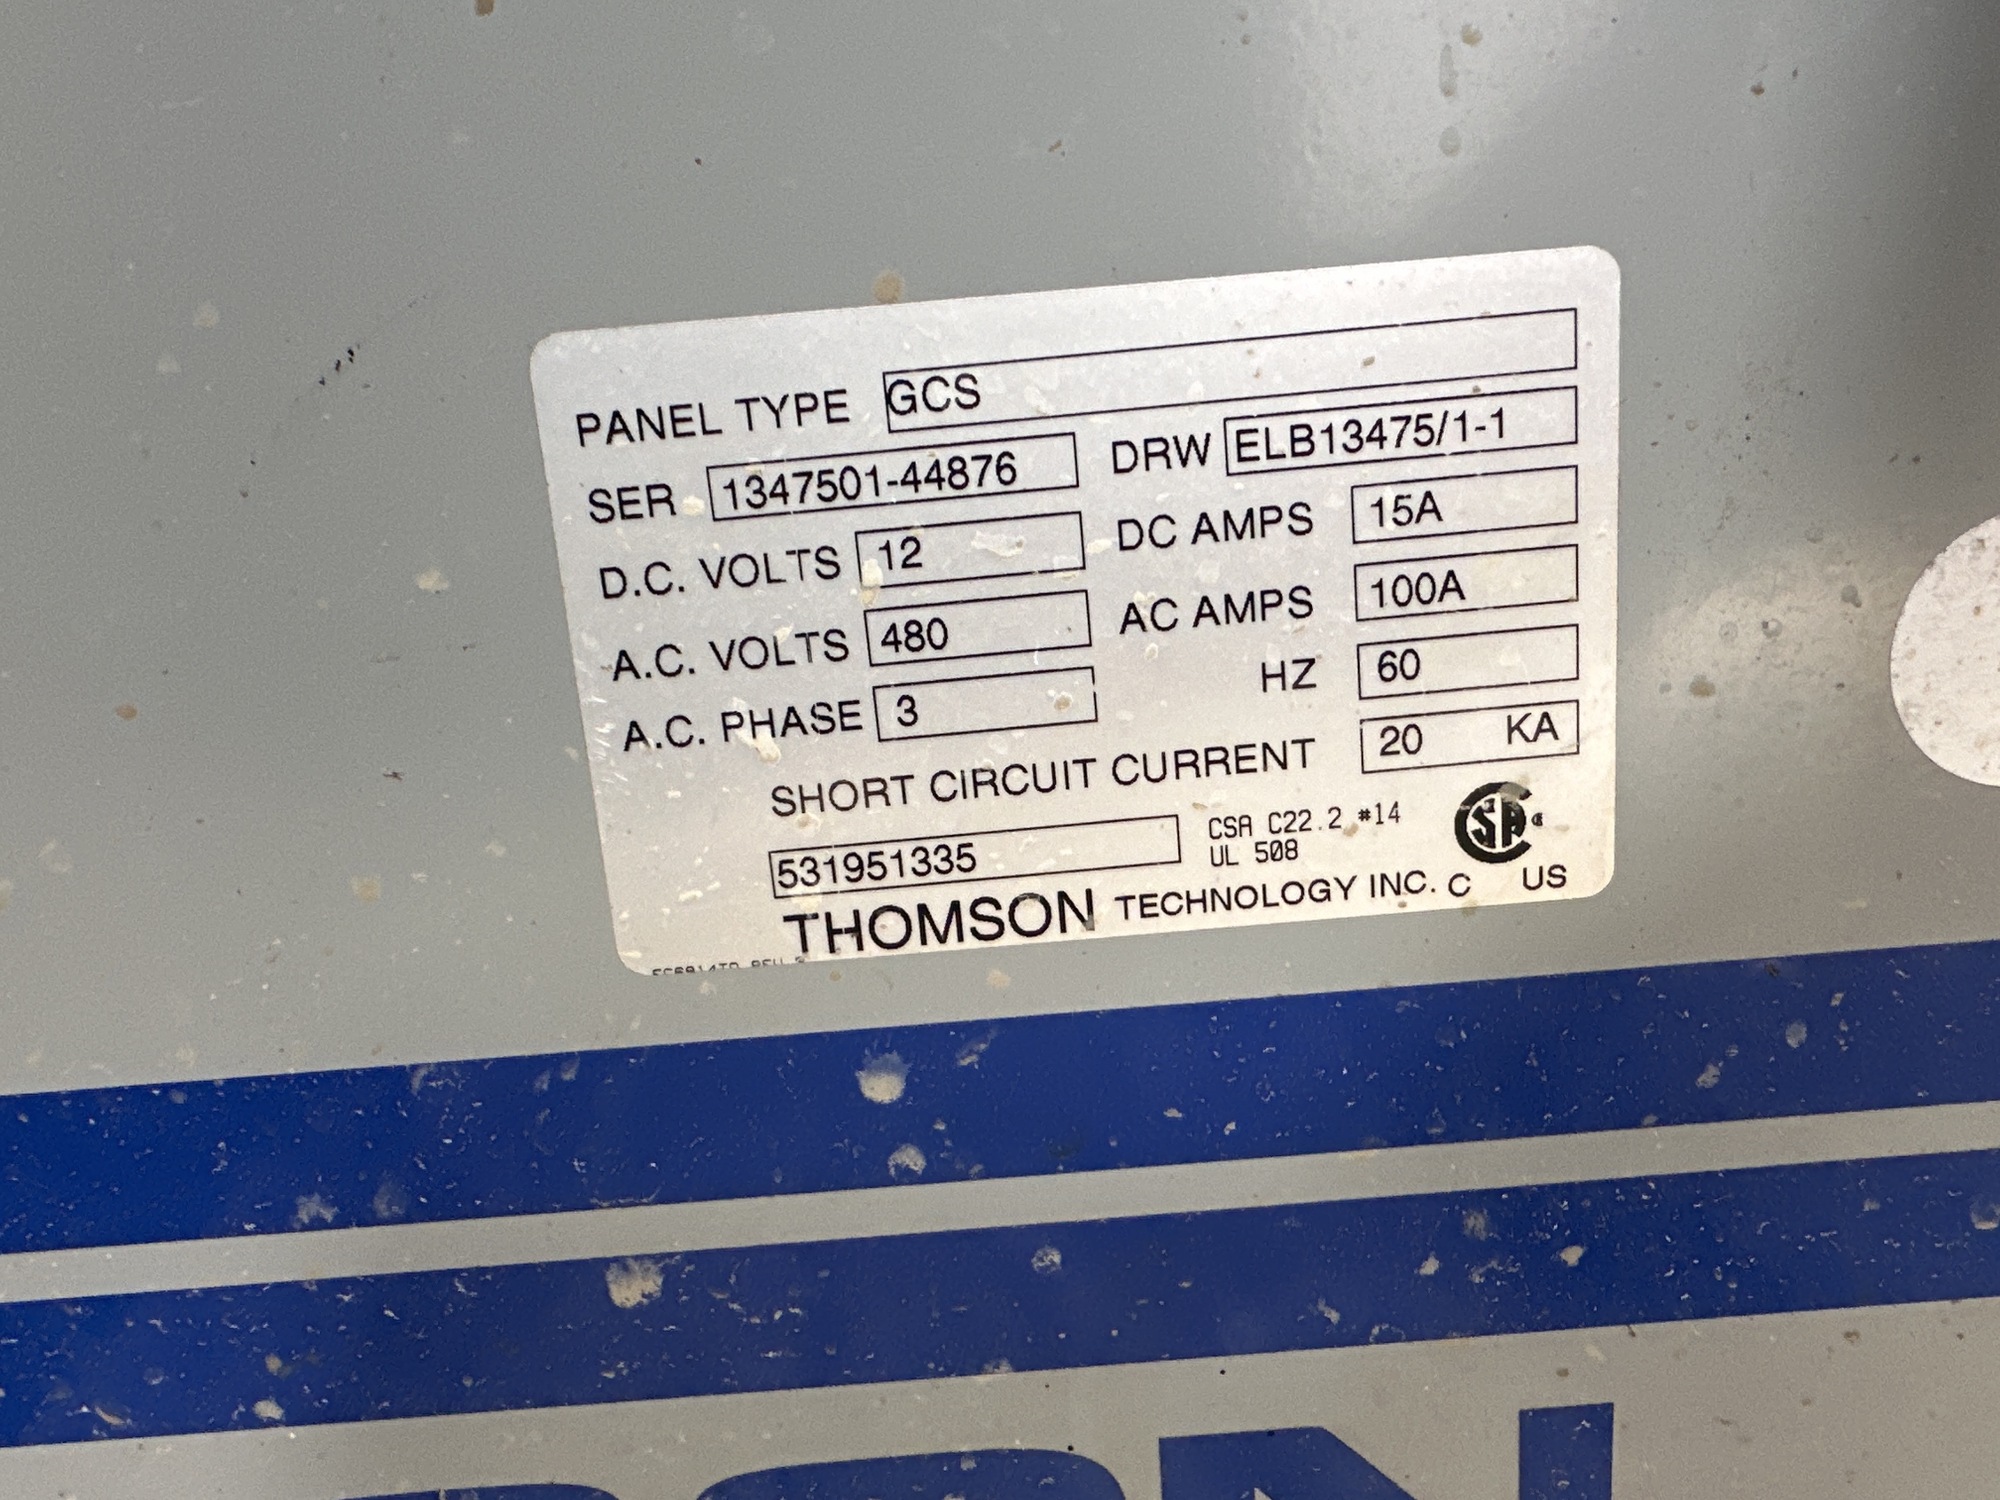 PANEL TYPE GCS
SER 1347501-44876 DRW ELB13475/1-1
D.C. VOLTS 12 DC AMPS 15A
A.C. VOLTS 480 AC AMPS 100A
A.C. PHASE 3 HZ 60
SHORT CIRCUIT CURRENT 20 KA
531951335 CSA C22.2 #14
UL 508
THOMSON TECHNOLOGY INC. C US